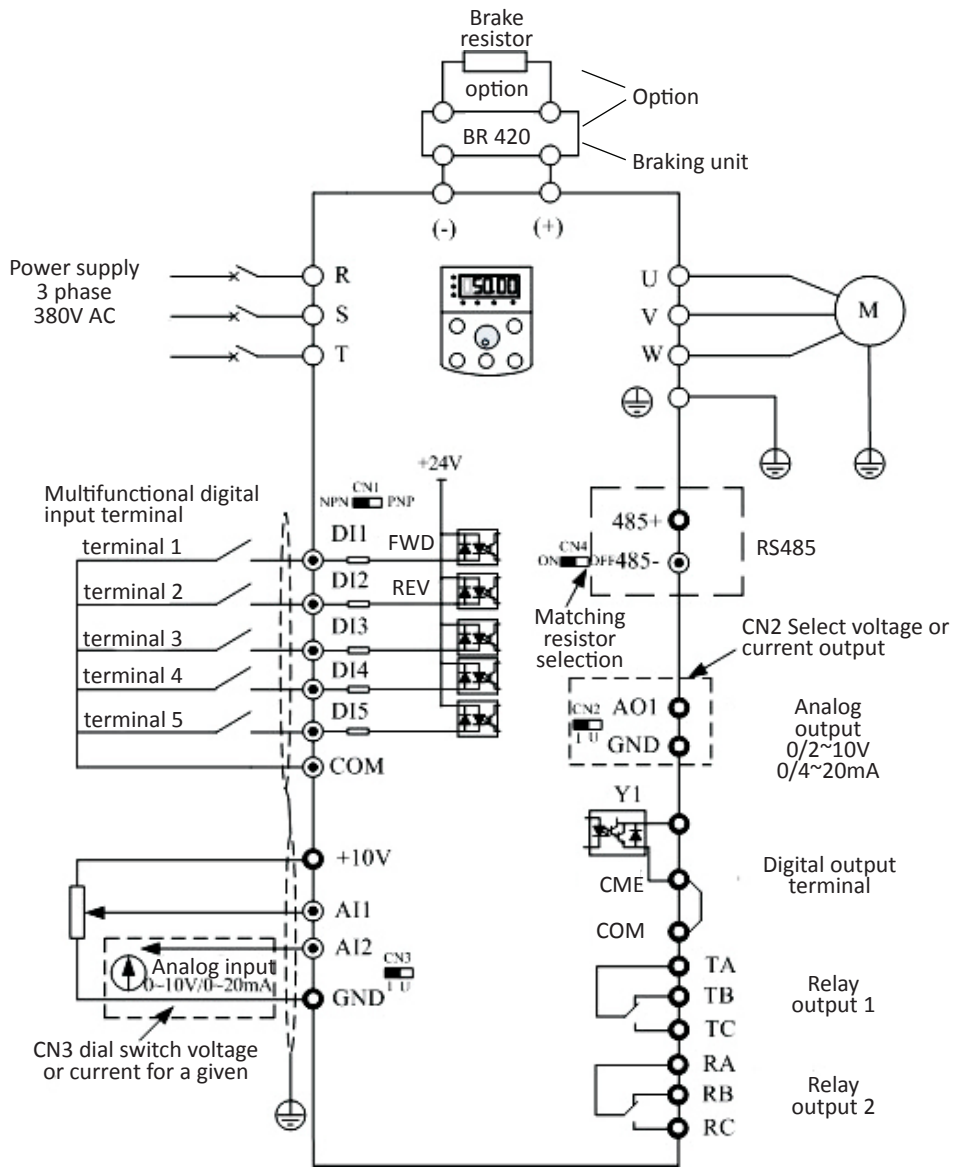 Brake
resistor
option
Option
BR 420
Braking unit
(-)
(+)
Power supply
3 phase
380V AC
R
S
T
50.00
U
V
W
M
+24V
Multifunctional digital
input terminal
CN1
NPN PNP
terminal 1
DI1
FWD
terminal 2
DI2
REV
terminal 3
DI3
terminal 4
DI4
terminal 5
DI5
COM
485+
CN4
ON OFF
485-
RS485
Matching
resistor
selection
CN2 Select voltage or
current output
CN2
I U
AO1
GND
Analog
output
0/2~10V
0/4~20mA
Y1
CME
COM
Digital output
terminal
+10V
AI1
AI2
Analog input
0~10V/0~20mA
CN3
I U
GND
CN3 dial switch voltage
or current for a given
TA
TB
TC
Relay
output 1
RA
RB
RC
Relay
output 2